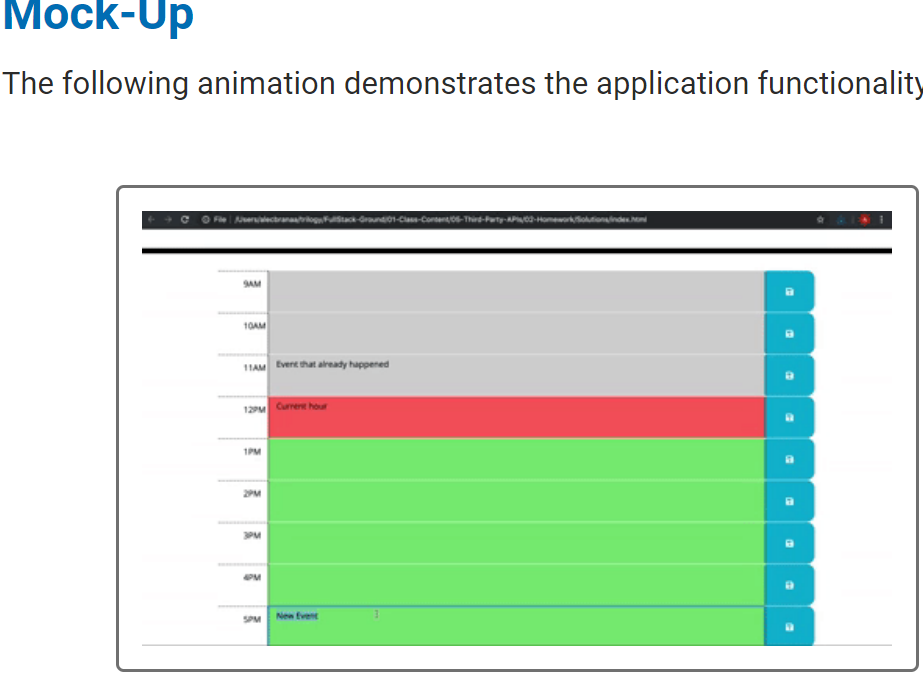 Mock-Up
The following animation demonstrates the application functionality
File | /Users/alecbranaa/trilogy/FullStack-Ground/01-Class-Content/05-Third-Party-APIs/02-Homework/Solutions/index.html
9AM
10AM
11AM Event that already happened
12PM Current hour
1PM
2PM
3PM
4PM
5PM New Event